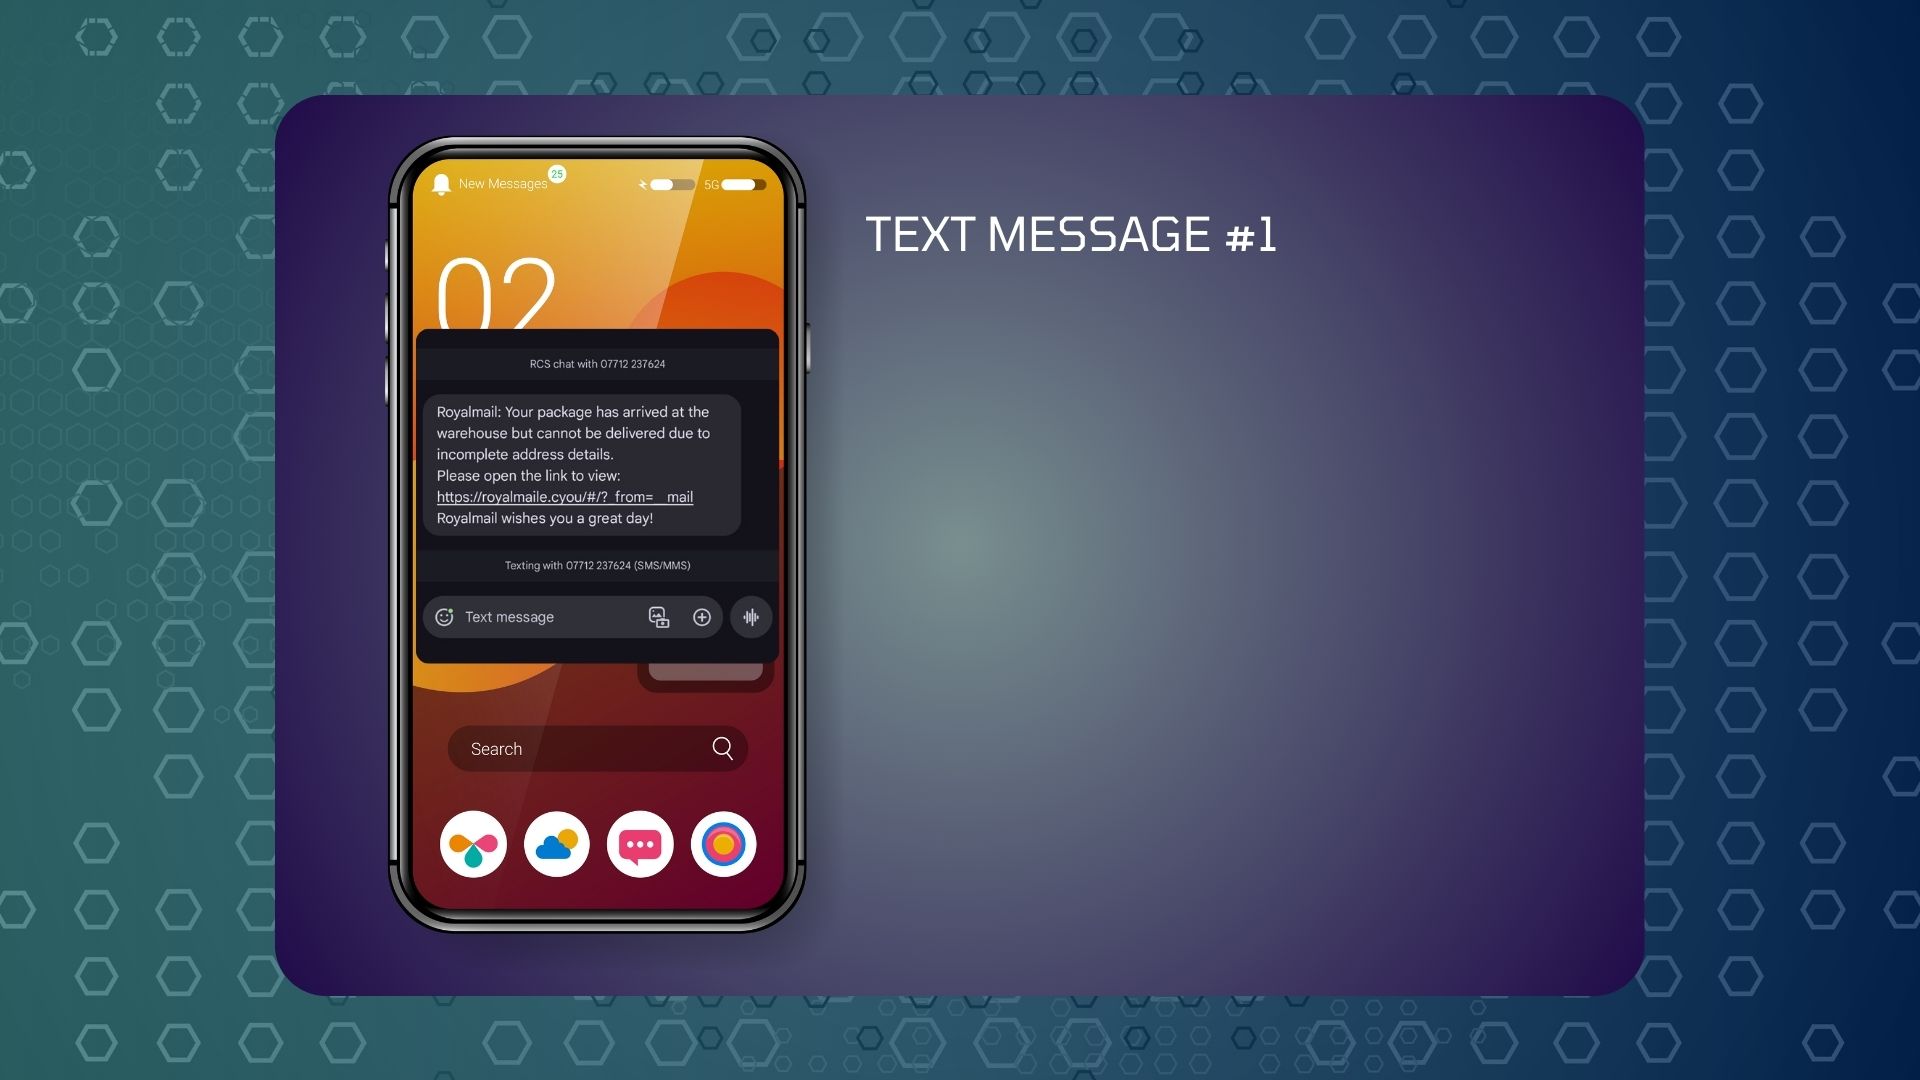 New Messages
25
5G
02
TEXT MESSAGE #1
RCS chat with 07712 237624
Royalmail: Your package has arrived at the
warehouse but cannot be delivered due to
incomplete address details.
Please open the link to view:
https://royalmaile.cyou/#/?_from=__mail
Royalmail wishes you a great day!
Texting with 07712 237624 (SMS/MMS)
Text message
Search